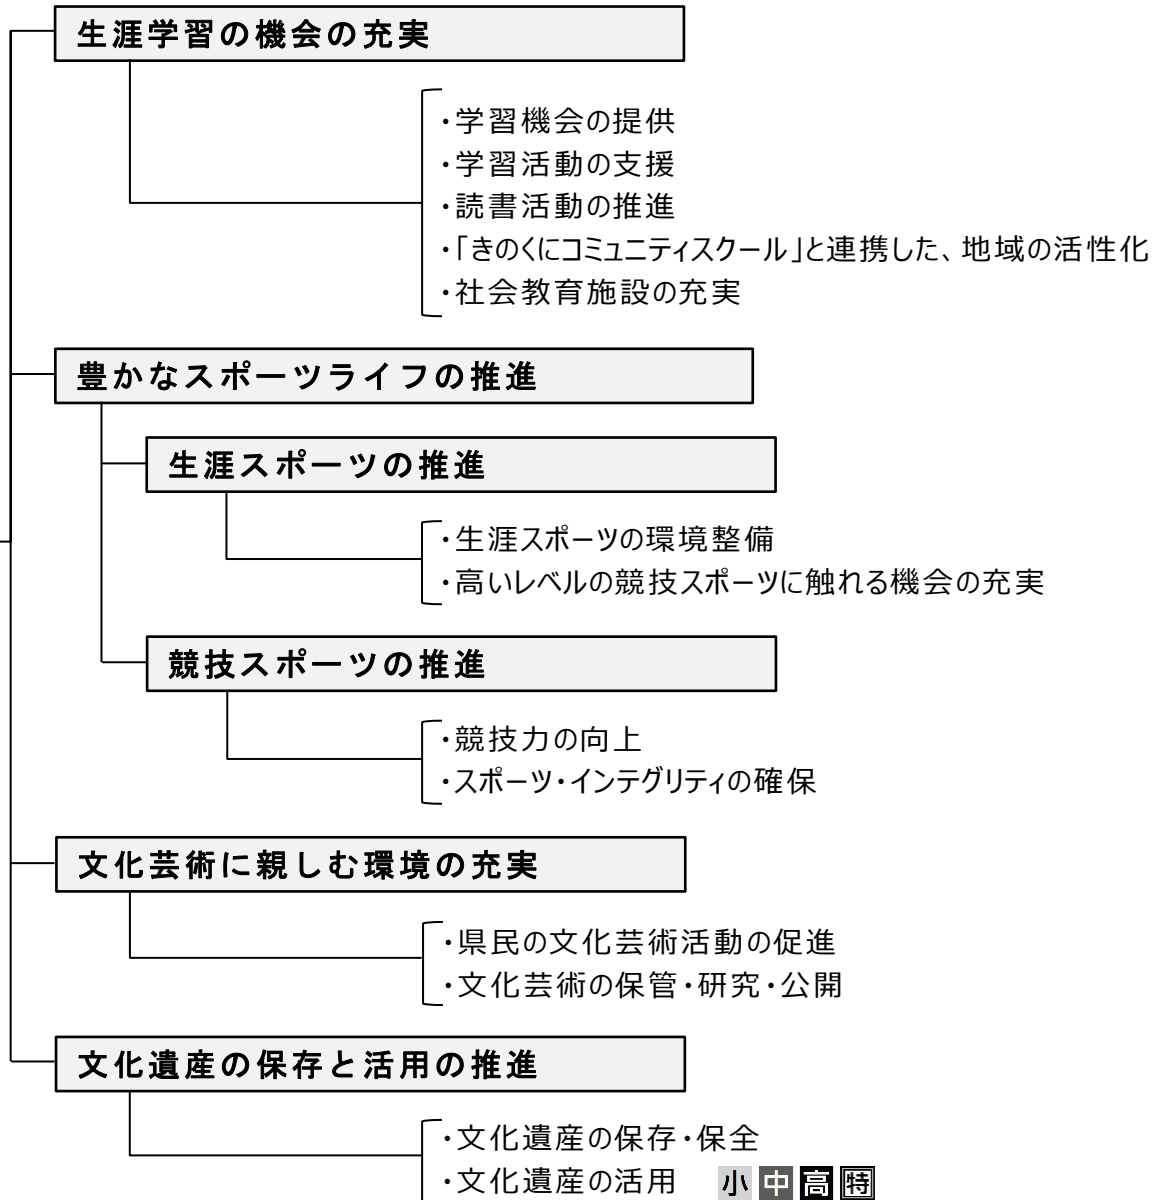 生涯学習の機会の充実
・学習機会の提供
・学習活動の支援
・読書活動の推進
・「きのくにコミュニティスクール」と連携した、地域の活性化
・社会教育施設の充実
豊かなスポーツライフの推進
生涯スポーツの推進
・生涯スポーツの環境整備
・高いレベルの競技スポーツに触れる機会の充実
競技スポーツの推進
・競技力の向上
・スポーツ・インテグリティの確保
文化芸術に親しむ環境の充実
・県民の文化芸術活動の促進
・文化芸術の保管・研究・公開
文化遺産の保存と活用の推進
・文化遺産の保存・保全
・文化遺産の活用 小 中 高 特